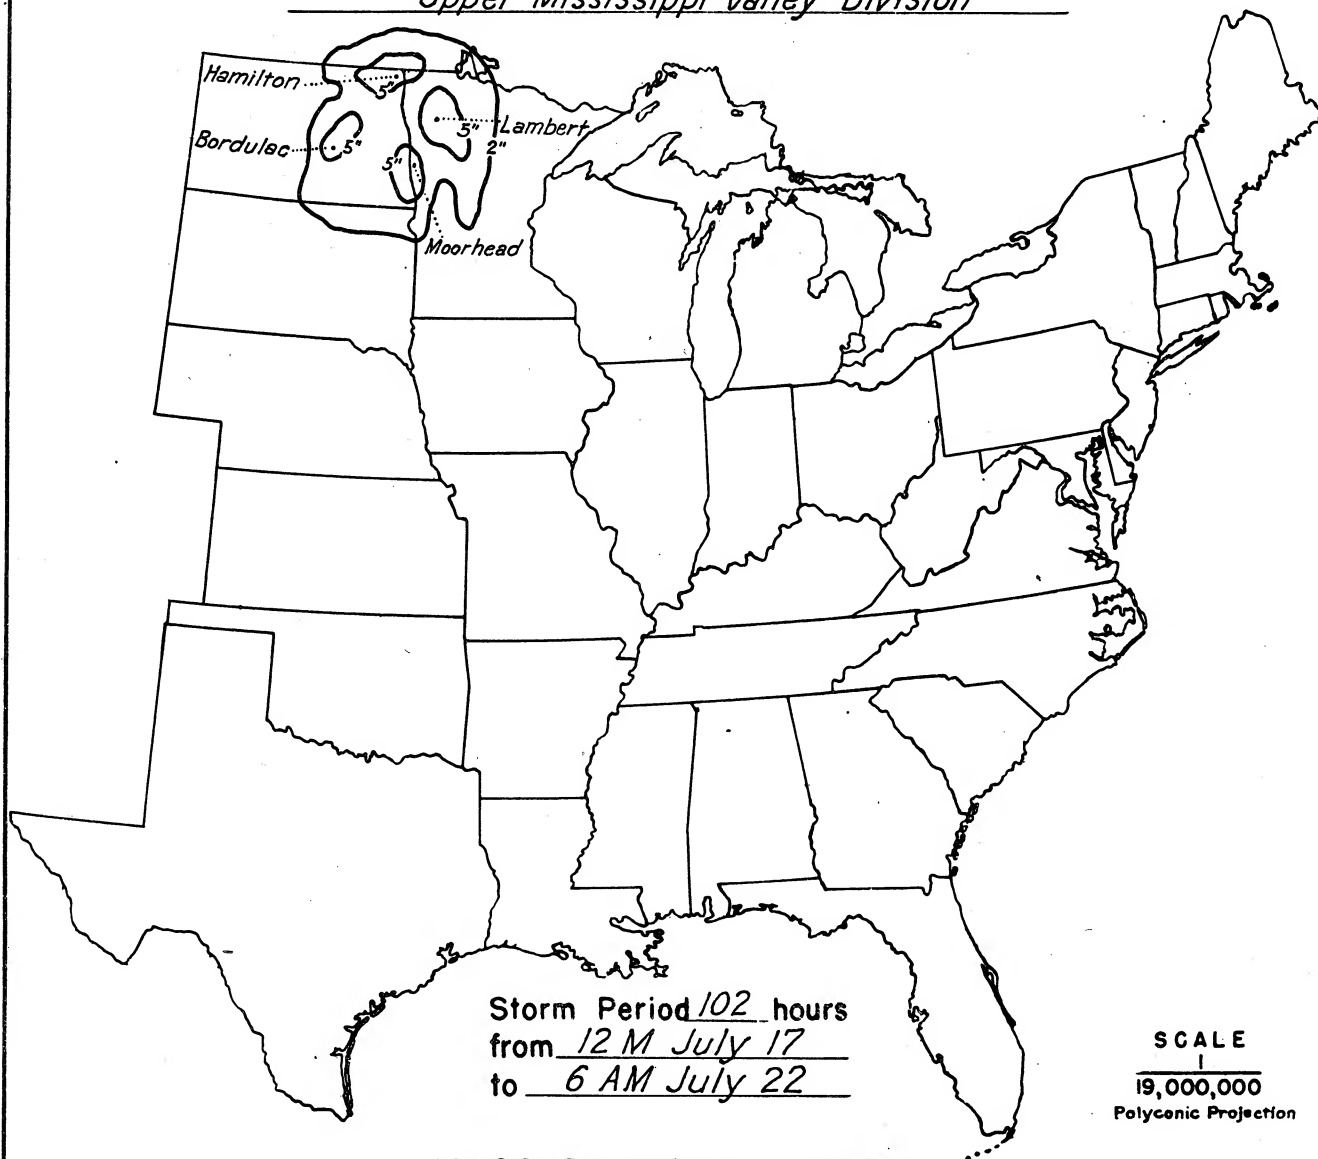 Upper Mississippi Valley Division
Hamilton
5"
5" Lambert
Bordulac 5"
2"
5"
Moorhead
Storm Period 102 hours
from 12 M July 17
to 6 AM July 22
SCALE
1
19,000,000
Polyconic Projection